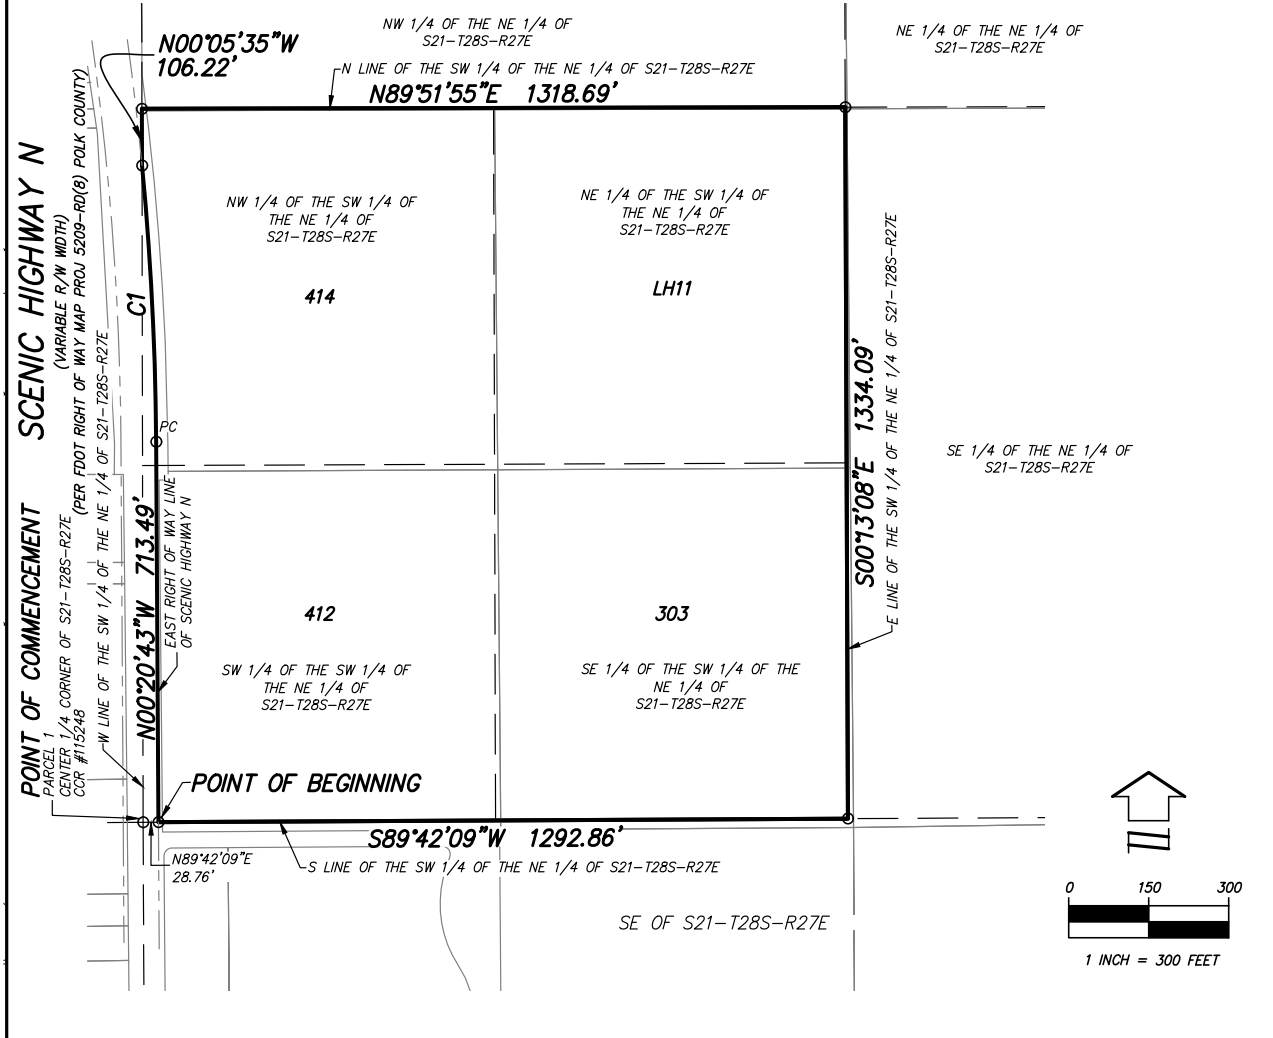 NW 1/4 OF THE NE 1/4 OF
S21-T28S-R27E
NE 1/4 OF THE NE 1/4 OF
S21-T28S-R27E
N00°05'35"W
106.22'
N LINE OF THE SW 1/4 OF THE NE 1/4 OF S21-T28S-R27E
N89°51'55"E 1318.69'
SCENIC HIGHWAY N
(VARIABLE R/W WIDTH)
(PER FDOT RIGHT OF WAY MAP PROJ 5209-RD(8) POLK COUNTY)
W LINE OF THE SW 1/4 OF THE NE 1/4 OF S21-T28S-R27E
C1
NW 1/4 OF THE SW 1/4 OF
THE NE 1/4 OF
S21-T28S-R27E
414
NE 1/4 OF THE SW 1/4 OF
THE NE 1/4 OF
S21-T28S-R27E
LH11
S00°13'08"E 1334.09'
E LINE OF THE SW 1/4 OF THE NE 1/4 OF S21-T28S-R27E
SE 1/4 OF THE NE 1/4 OF
S21-T28S-R27E
PC
POINT OF COMMENCEMENT
PARCEL 1
CENTER 1/4 CORNER OF S21-T28S-R27E
CCR #115248
N00°20'43"W 713.49'
EAST RIGHT OF WAY LINE
OF SCENIC HIGHWAY N
412
SW 1/4 OF THE SW 1/4 OF
THE NE 1/4 OF
S21-T28S-R27E
303
SE 1/4 OF THE SW 1/4 OF THE
NE 1/4 OF
S21-T28S-R27E
POINT OF BEGINNING
S89°42'09"W 1292.86'
N89°42'09"E
28.76'
S LINE OF THE SW 1/4 OF THE NE 1/4 OF S21-T28S-R27E
SE OF S21-T28S-R27E
N
0 150 300
1 INCH = 300 FEET